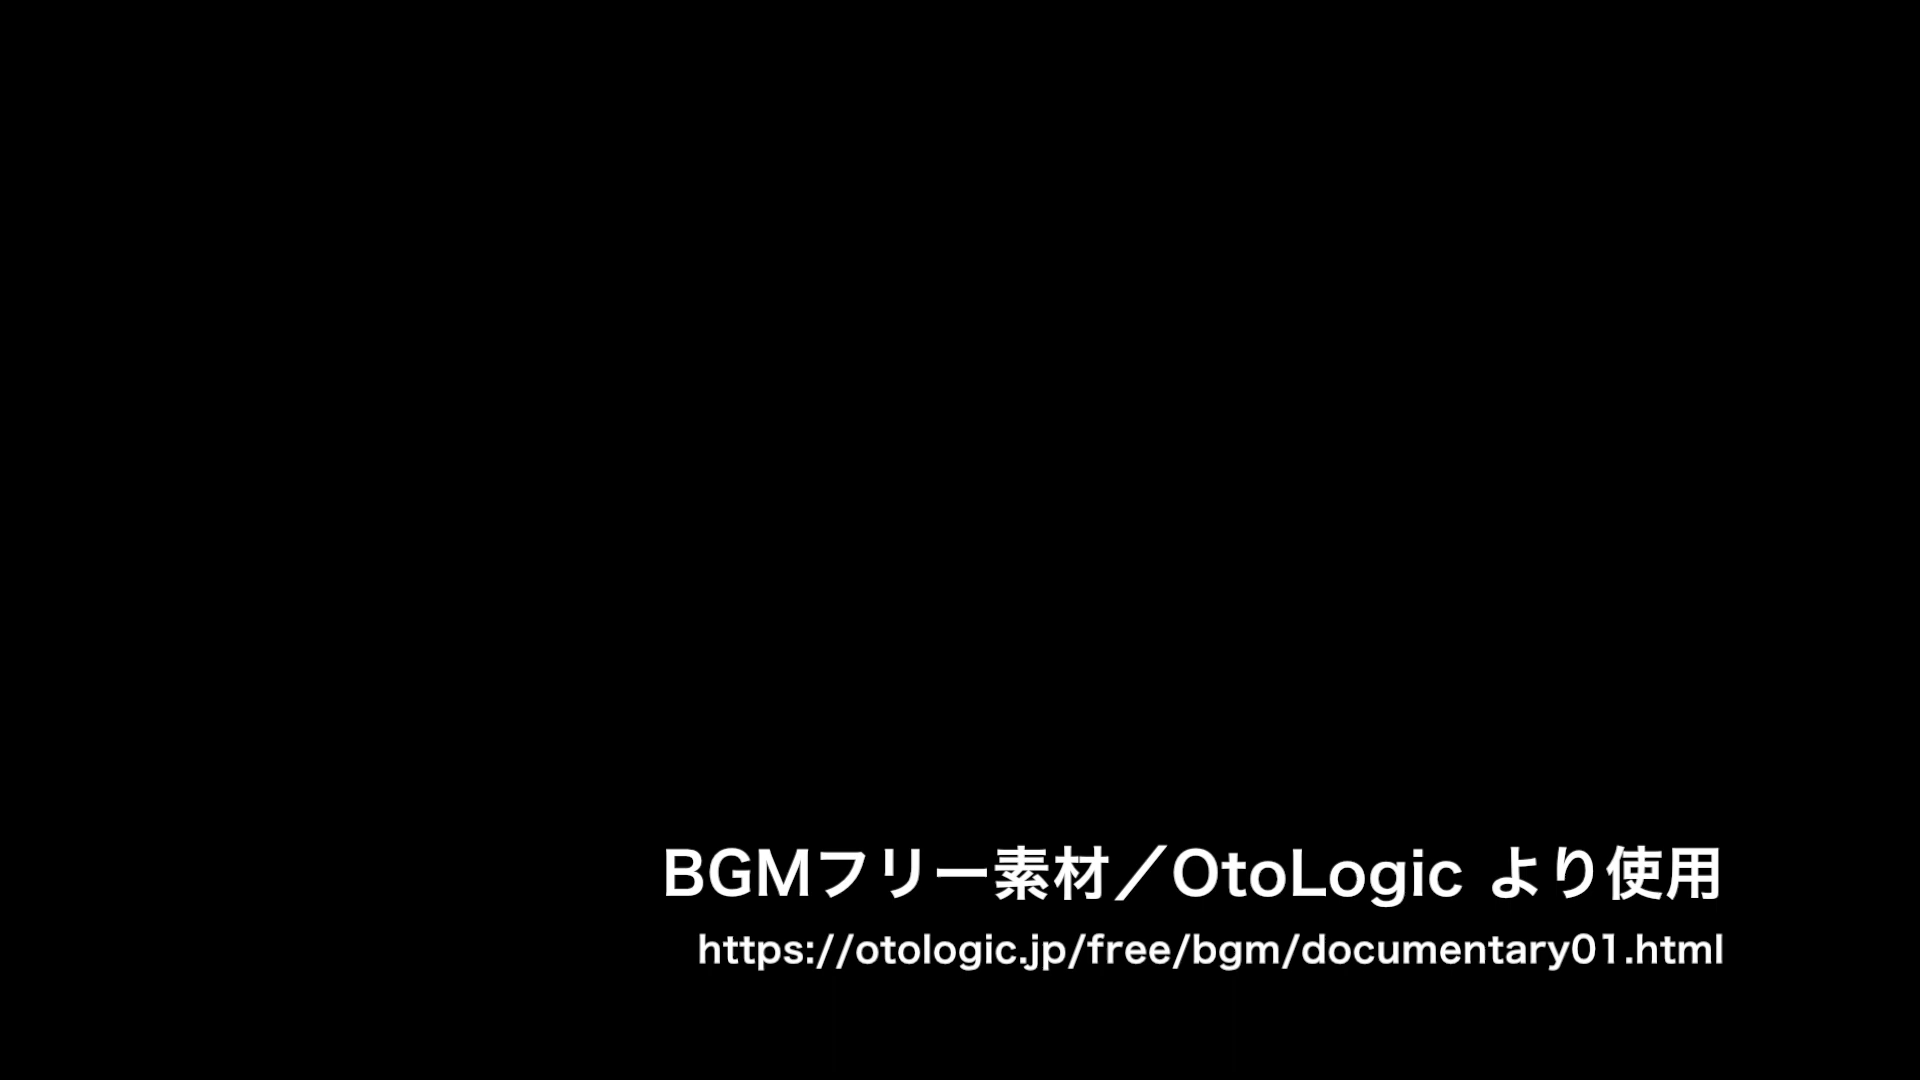 BGMフリー素材／OtoLogic より使用
https://otologic.jp/free/bgm/documentary01.html